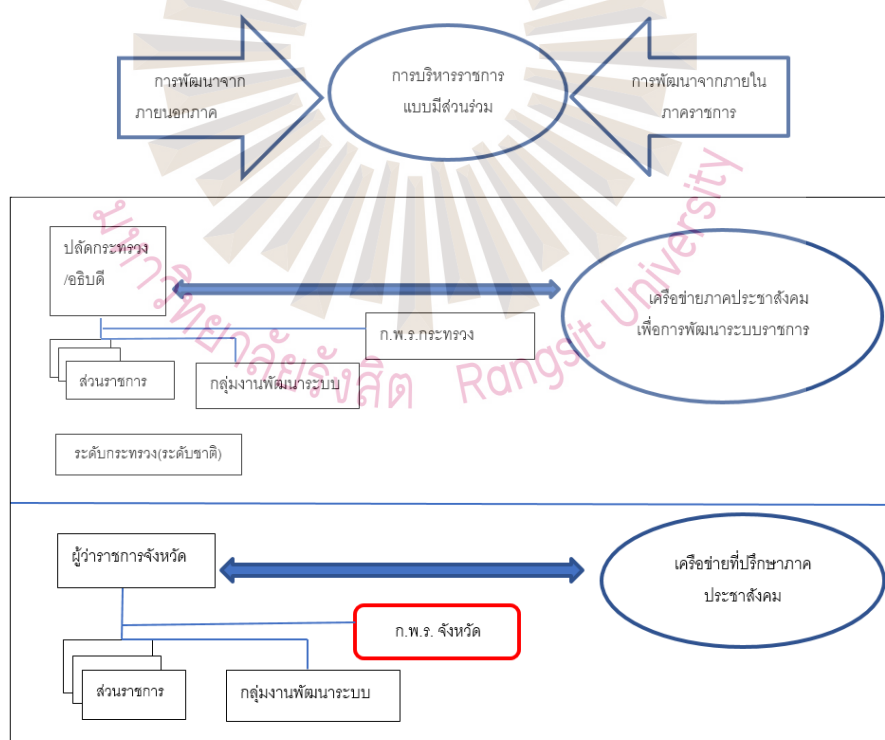 การพัฒนาจาก
ภายนอกภาค
การบริหารราชการ
แบบมีส่วนร่วม
การพัฒนาจากภายใน
ภาคราชการ
ปลัดกระทรวง
/อธิบดี
เครือข่ายภาคประชาสังคม
เพื่อการพัฒนาระบบราชการ
ก.พ.ร.กระทรวง
ส่วนราชการ
กลุ่มงานพัฒนาระบบ
มหาวิทยาลัยรังสิต Rangsit University
ระดับกระทรวง(ระดับชาติ)
ผู้ว่าราชการจังหวัด
เครือข่ายที่ปรึกษาภาค
ประชาสังคม
ก.พ.ร. จังหวัด
ส่วนราชการ
กลุ่มงานพัฒนาระบบ